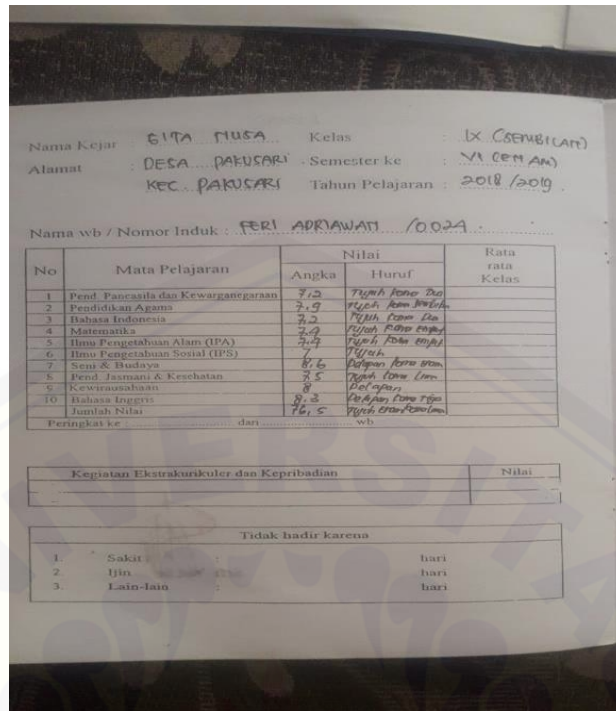 Nama Kejar : GITA NUSA Kelas : IX (SEMBILAN)
Alamat : DESA PAKUSARI Semester ke : VI (ENAM)
KEC. PAKUSARI Tahun Pelajaran : 2018/2019.
Nama wb / Nomor Induk : FERI ADRIAWAN /0024.
No Mata Pelajaran Nilai Rata rata Kelas
Angka Huruf
1 Pend. Pancasila dan Kewarganegaraan 7,2 Tujuh koma Dua
2 Pendidikan Agama 7,9 Tujuh koma
3 Bahasa Indonesia 7,2 Tujuh koma Dua
4 Matematika 7,4 Tujuh koma empat
5 Ilmu Pengetahuan Alam (IPA) 7,4 Tujuh koma empat
6 Ilmu Pengetahuan Sosial (IPS) 7 Tujuh
7 Seni & Budaya 8,6 Delapan koma enam
8 Pend. Jasmani & Kesehatan 7,5 Tujuh koma Lima
9 Kewirausahaan 8 Delapan
10 Bahasa Inggris 8,3 Delapan koma Tiga
Jumlah Nilai 76,5
Peringkat ke : dari wb
Kegiatan Ekstrakurikuler dan Kepribadian Nilai
Tidak hadir karena
1. Sakit : hari
2. Ijin hari
3. Lain-lain : hari
UNIVERSITA